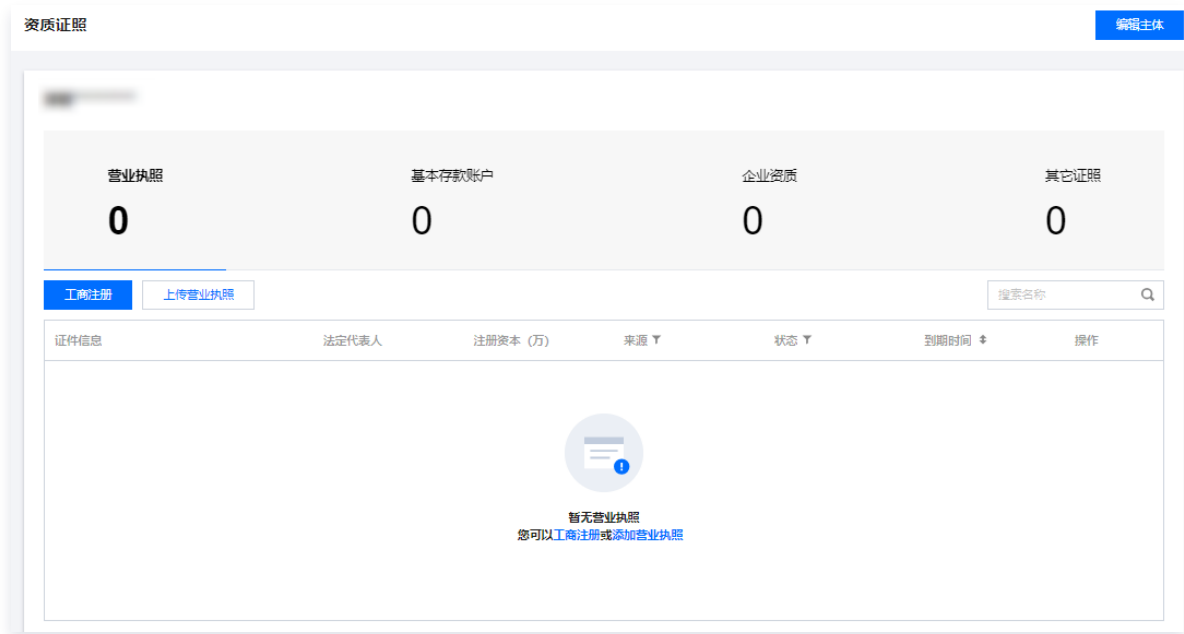 资质证照
编辑主体
营业执照 基本存款账户 企业资质 其它证照
0 0 0 0
工商注册 上传营业执照 搜索名称
证件信息 法定代表人 注册资本（万） 来源 状态 到期时间 操作
暂无营业执照
您可以工商注册或添加营业执照